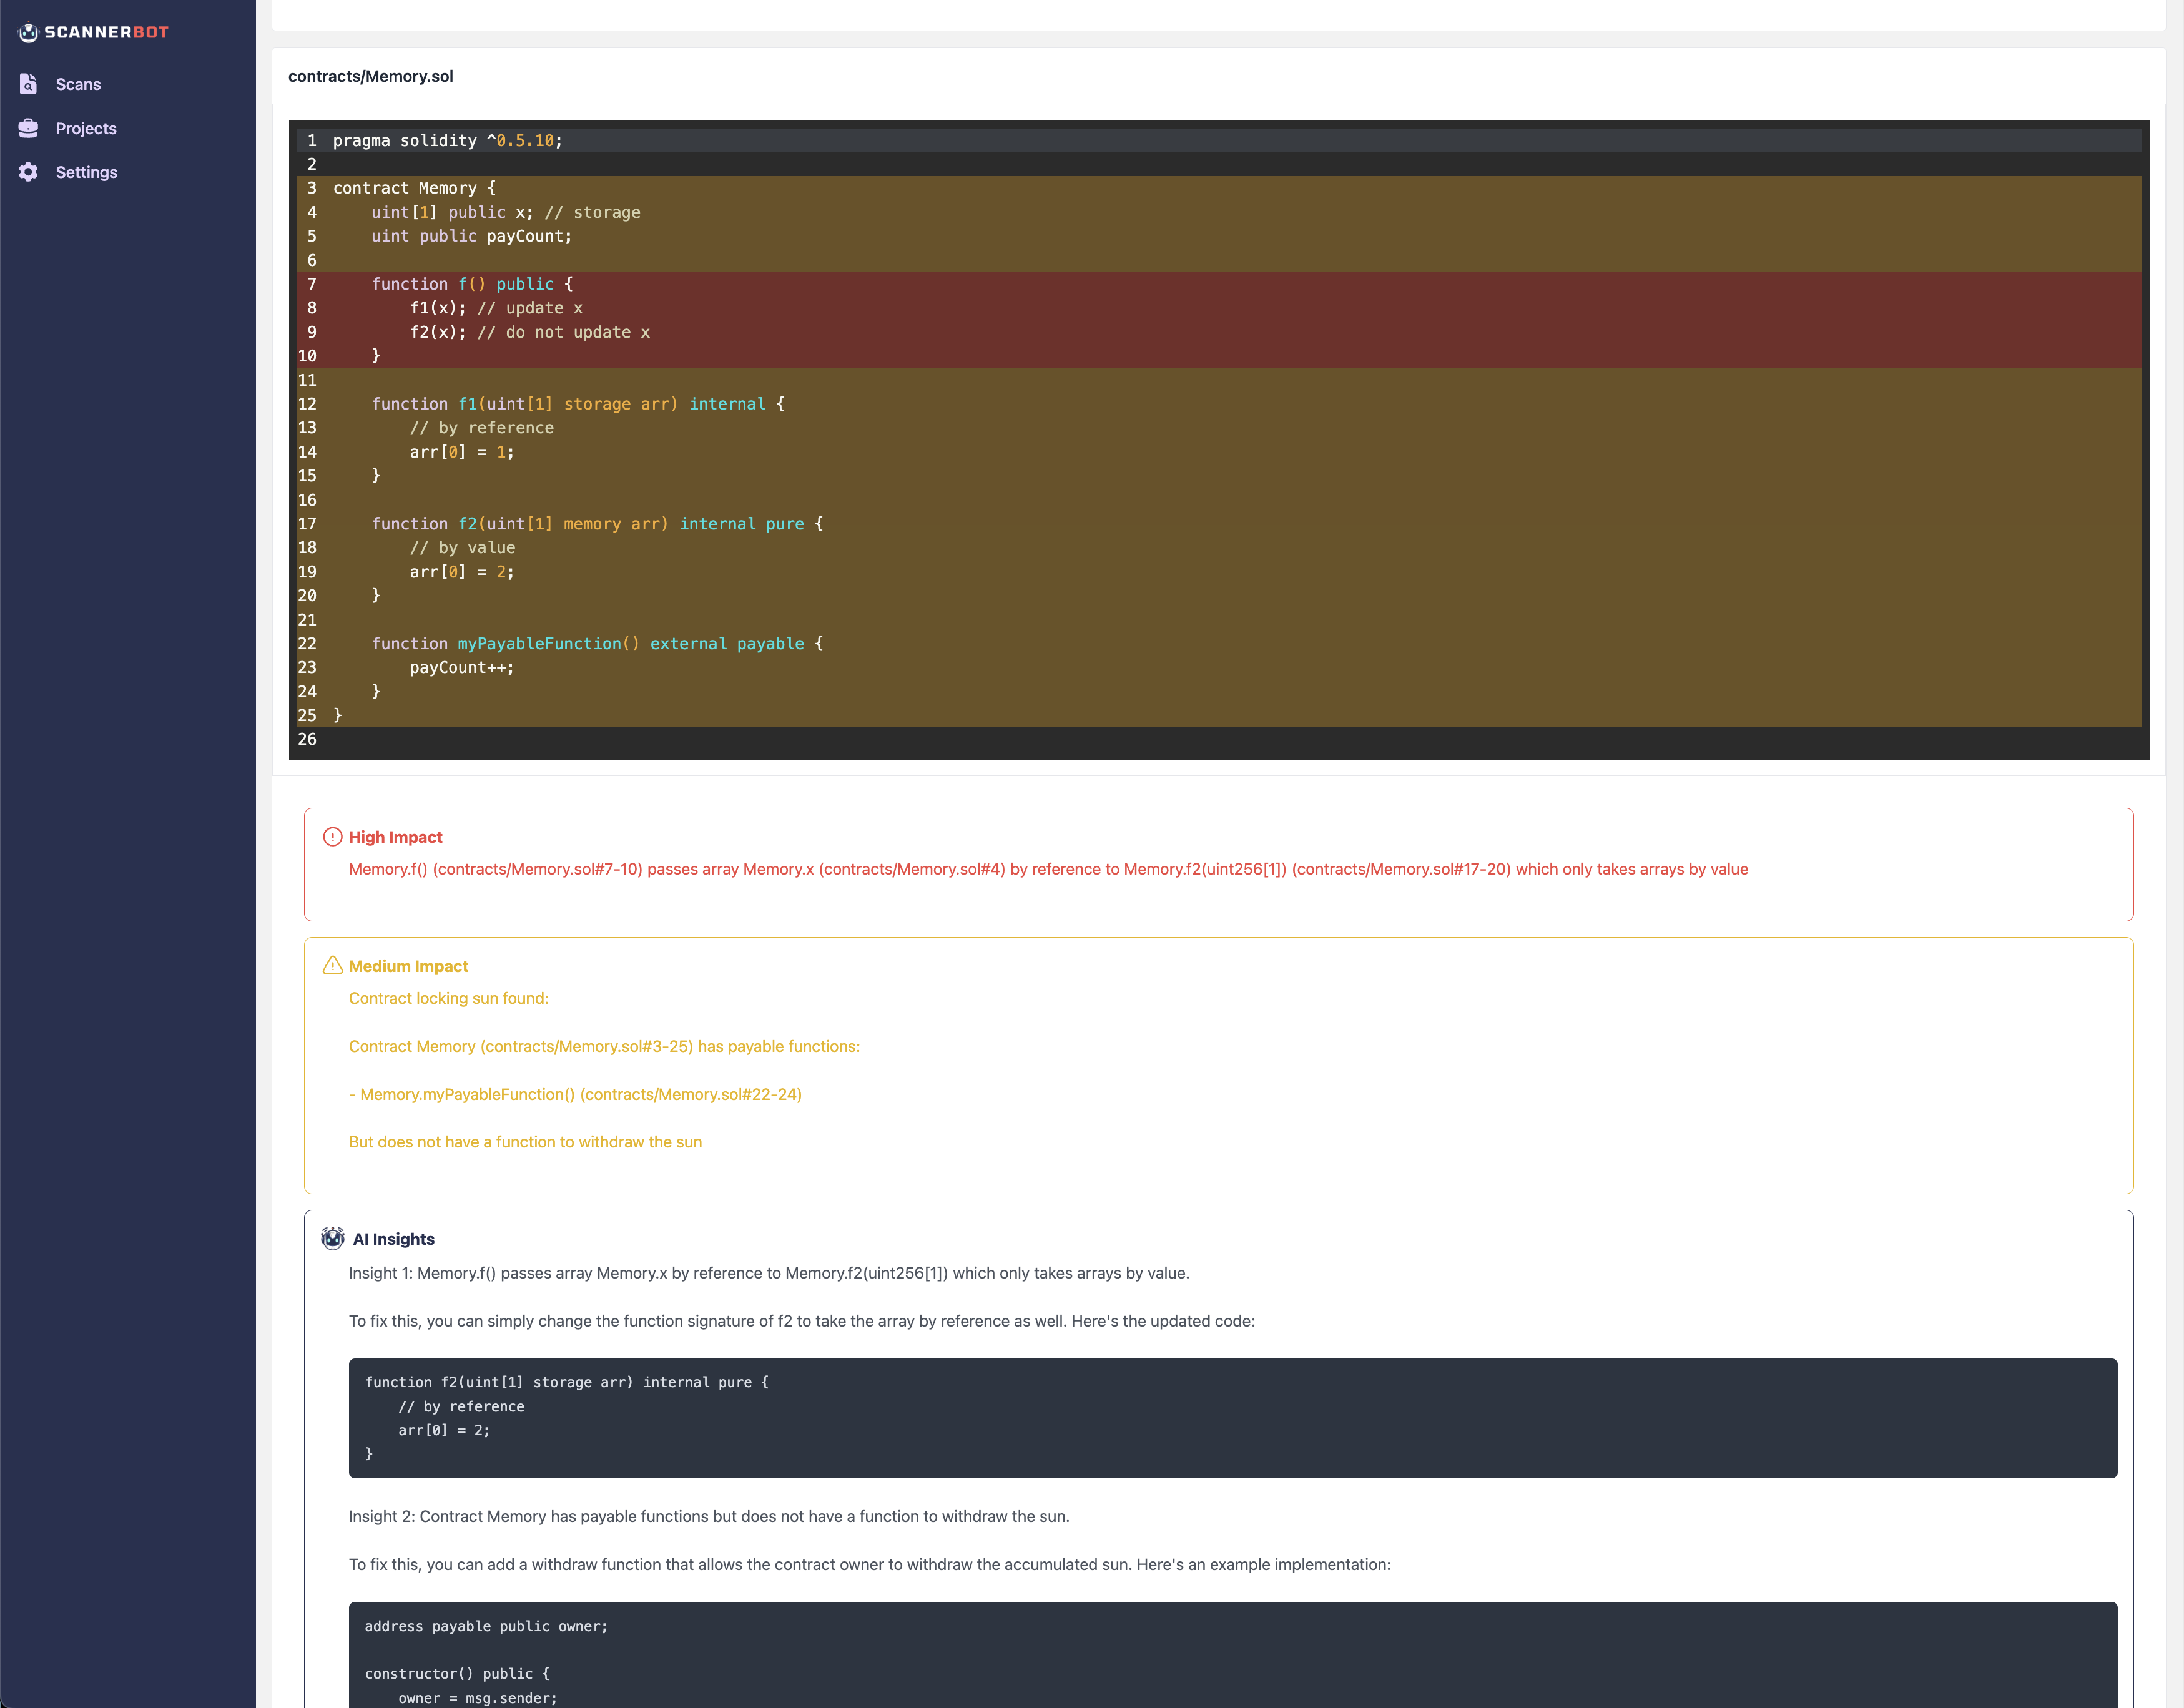 SCANNERBOT
Scans
Projects
Settings
contracts/Memory.sol
1 pragma solidity ^0.5.10;
2
3 contract Memory {
4     uint[1] public x; // storage
5     uint public payCount;
6
7     function f() public {
8         f1(x); // update x
9         f2(x); // do not update x
10     }
11
12     function f1(uint[1] storage arr) internal {
13         // by reference
14         arr[0] = 1;
15     }
16
17     function f2(uint[1] memory arr) internal pure {
18         // by value
19         arr[0] = 2;
20     }
21
22     function myPayableFunction() external payable {
23         payCount++;
24     }
25 }
26
High Impact
Memory.f() (contracts/Memory.sol#7-10) passes array Memory.x (contracts/Memory.sol#4) by reference to Memory.f2(uint256[1]) (contracts/Memory.sol#17-20) which only takes arrays by value
Medium Impact
Contract locking sun found:
Contract Memory (contracts/Memory.sol#3-25) has payable functions:
- Memory.myPayableFunction() (contracts/Memory.sol#22-24)
But does not have a function to withdraw the sun
AI Insights
Insight 1: Memory.f() passes array Memory.x by reference to Memory.f2(uint256[1]) which only takes arrays by value.
To fix this, you can simply change the function signature of f2 to take the array by reference as well. Here's the updated code:
function f2(uint[1] storage arr) internal pure {
    // by reference
    arr[0] = 2;
}
Insight 2: Contract Memory has payable functions but does not have a function to withdraw the sun.
To fix this, you can add a withdraw function that allows the contract owner to withdraw the accumulated sun. Here's an example implementation:
address payable public owner;
constructor() public {
    owner = msg.sender;